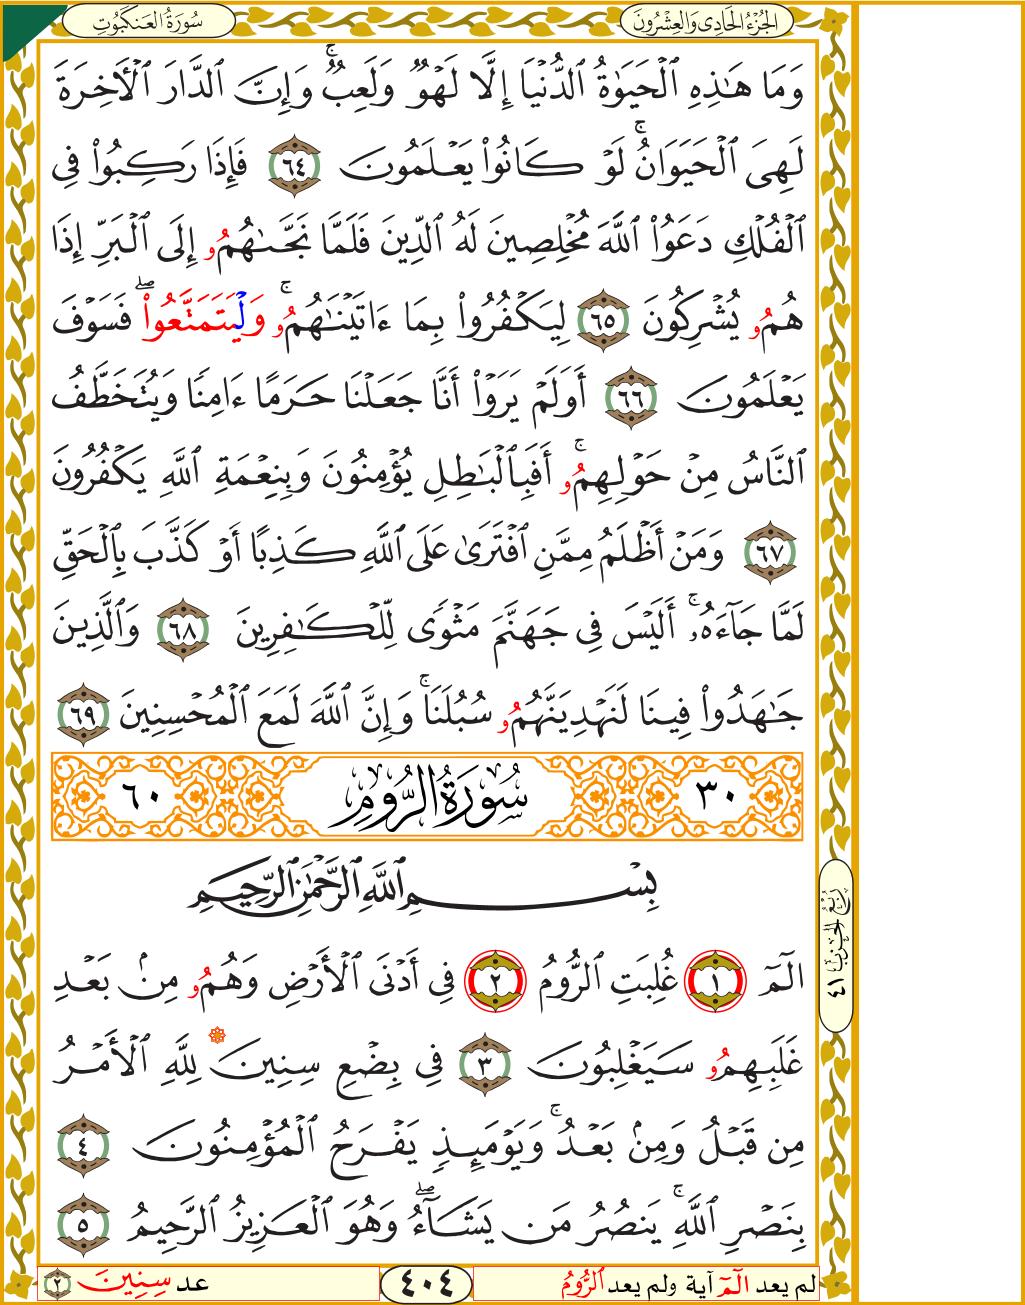 الجُزْءُ الحَادِى وَالعِشْرُونَ
سُورَةُ العَنكَبُوتِ
وَمَا هَـٰذِهِ ٱلْحَيَوٰةُ ٱلدُّنْيَا إِلَّا لَهْوٌ وَلَعِبٌۚ وَإِنَّ ٱلدَّارَ ٱلْأَخِرَةَ
لَهِىَ ٱلْحَيَوَانُۚ لَوْ كَانُوا۟ يَعْلَمُونَ ٦٤ فَإِذَا رَكِبُوا۟ فِى
ٱلْفُلْكِ دَعَوُا۟ ٱللَّهَ مُخْلِصِينَ لَهُ ٱلدِّينَ فَلَمَّا نَجَّىٰهُمُۥ إِلَى ٱلْبَرِّ إِذَا
هُمُۥ يُشْرِكُونَ ٦٥ لِيَكْفُرُوا۟ بِمَا ءَاتَيْنَـٰهُمُۥۚ وَلْيَتَمَتَّعُوا۟ۖ فَسَوْفَ
يَعْلَمُونَ ٦٦ أَوَلَمْ يَرَوْا۟ أَنَّا جَعَلْنَا حَرَمًا ءَامِنًا وَيُتَخَطَّفُ
ٱلنَّاسُ مِنْ حَوْلِهِمُۥۚ أَفَبِٱلْبَـٰطِلِ يُؤْمِنُونَ وَبِنِعْمَةِ ٱللَّهِ يَكْفُرُونَ
٦٧ وَمَنْ أَظْلَمُ مِمَّنِ ٱفْتَرَىٰ عَلَى ٱللَّهِ كَذِبًا أَوْ كَذَّبَ بِٱلْحَقِّ
لَمَّا جَآءَهُۥۚ أَلَيْسَ فِى جَهَنَّمَ مَثْوًى لِّلْكَـٰفِرِينَ ٦٨ وَٱلَّذِينَ
جَـٰهَدُوا۟ فِينَا لَنَهْدِيَنَّهُمُۥ سُبُلَنَاۚ وَإِنَّ ٱللَّهَ لَمَعَ ٱلْمُحْسِنِينَ ٦٩
٣٠ سُورَةُ الرُّومِ ٦٠
بِسْمِ ٱللَّهِ ٱلرَّحْمَـٰنِ ٱلرَّحِيمِ
الٓمٓ ١ غُلِبَتِ ٱلرُّومُ ٢ فِى أَدْنَى ٱلْأَرْضِ وَهُمُۥ مِنۢ بَعْدِ
غَلَبِهِمُۥ سَيَغْلِبُونَ ٣ فِى بِضْعِ سِنِينَ ۞ لِلَّهِ ٱلْأَمْرُ
مِن قَبْلُ وَمِنۢ بَعْدُۚ وَيَوْمَئِذٍ يَفْرَحُ ٱلْمُؤْمِنُونَ ٤
بِنَصْرِ ٱللَّهِۚ يَنصُرُ مَن يَشَآءُۖ وَهُوَ ٱلْعَزِيزُ ٱلرَّحِيمُ ٥
رُبْعُ الحِزْبِ ٤١
لم يعد الٓمٓ آية ولم يعد ٱلرُّومُ
٤٠٤
عد سِنِينَ ٢